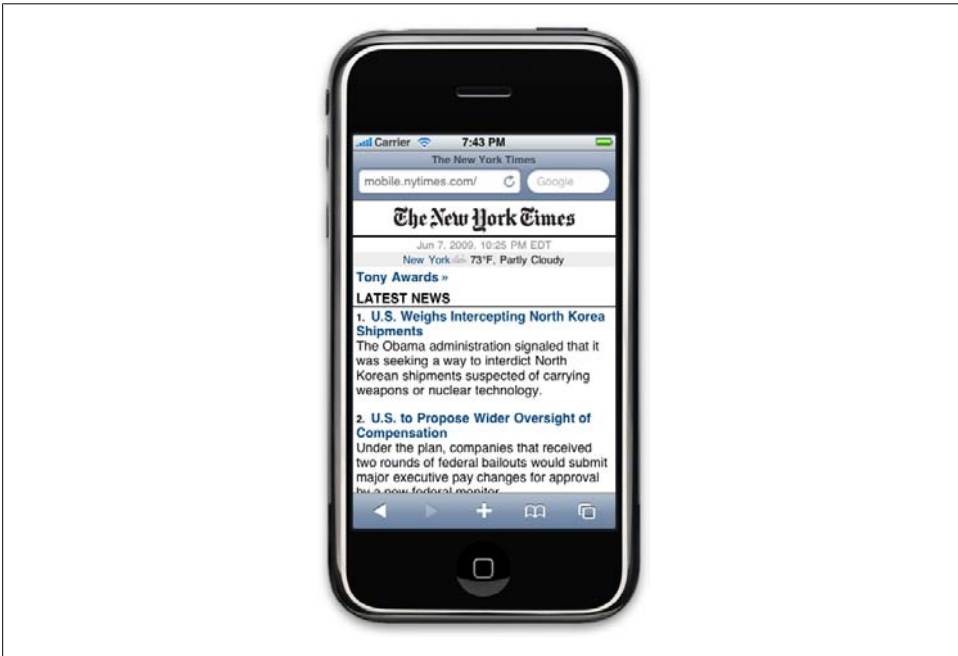 Carrier 7:43 PM
The New York Times
mobile.nytimes.com/ Google
The New York Times
Jun 7, 2009, 10:25 PM EDT
New York 73°F, Partly Cloudy
Tony Awards »
LATEST NEWS
1. U.S. Weighs Intercepting North Korea
Shipments
The Obama administration signaled that it
was seeking a way to interdict North
Korean shipments suspected of carrying
weapons or nuclear technology.
2. U.S. to Propose Wider Oversight of
Compensation
Under the plan, companies that received
two rounds of federal bailouts would submit
major executive pay changes for approval
by a new federal monitor.